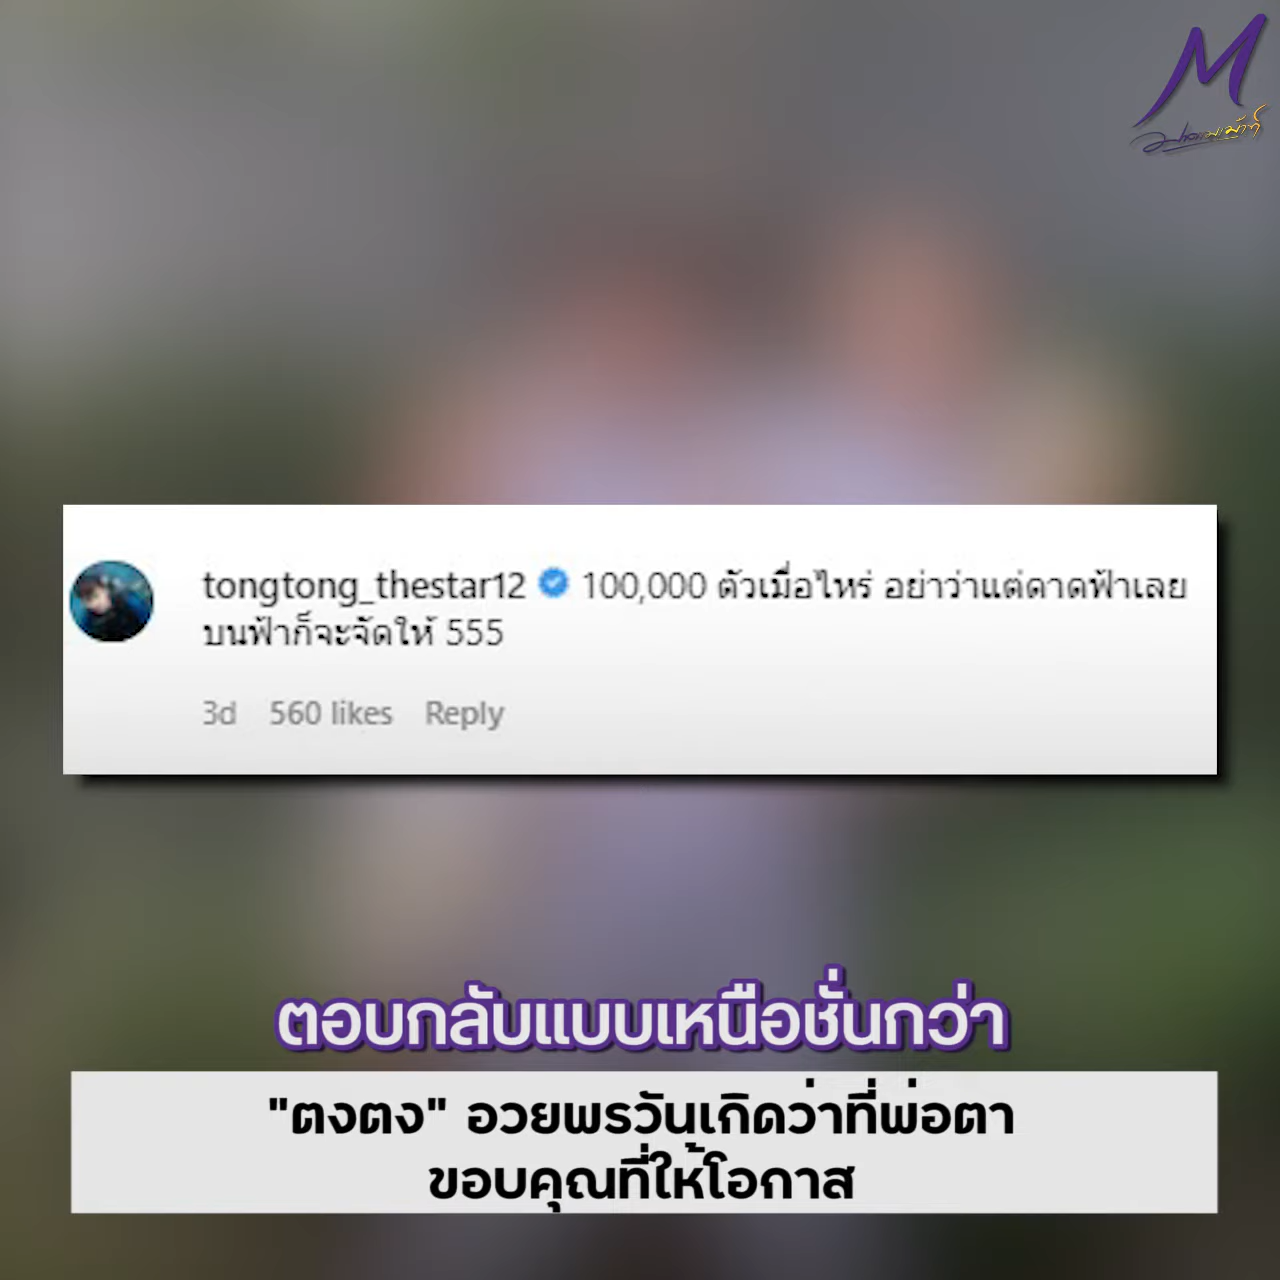 M
tongtong_thestar12 100,000 ตัวเมื่อไหร่ อย่าว่าแต่ดาดฟ้าเลย
บนฟ้าก็จะจัดให้ 555
3d 560 likes Reply
ตอบกลับแบบเหนือชั้นกว่า
"ตงตง" อวยพรวันเกิดว่าที่พ่อตา
ขอบคุณที่ให้โอกาส